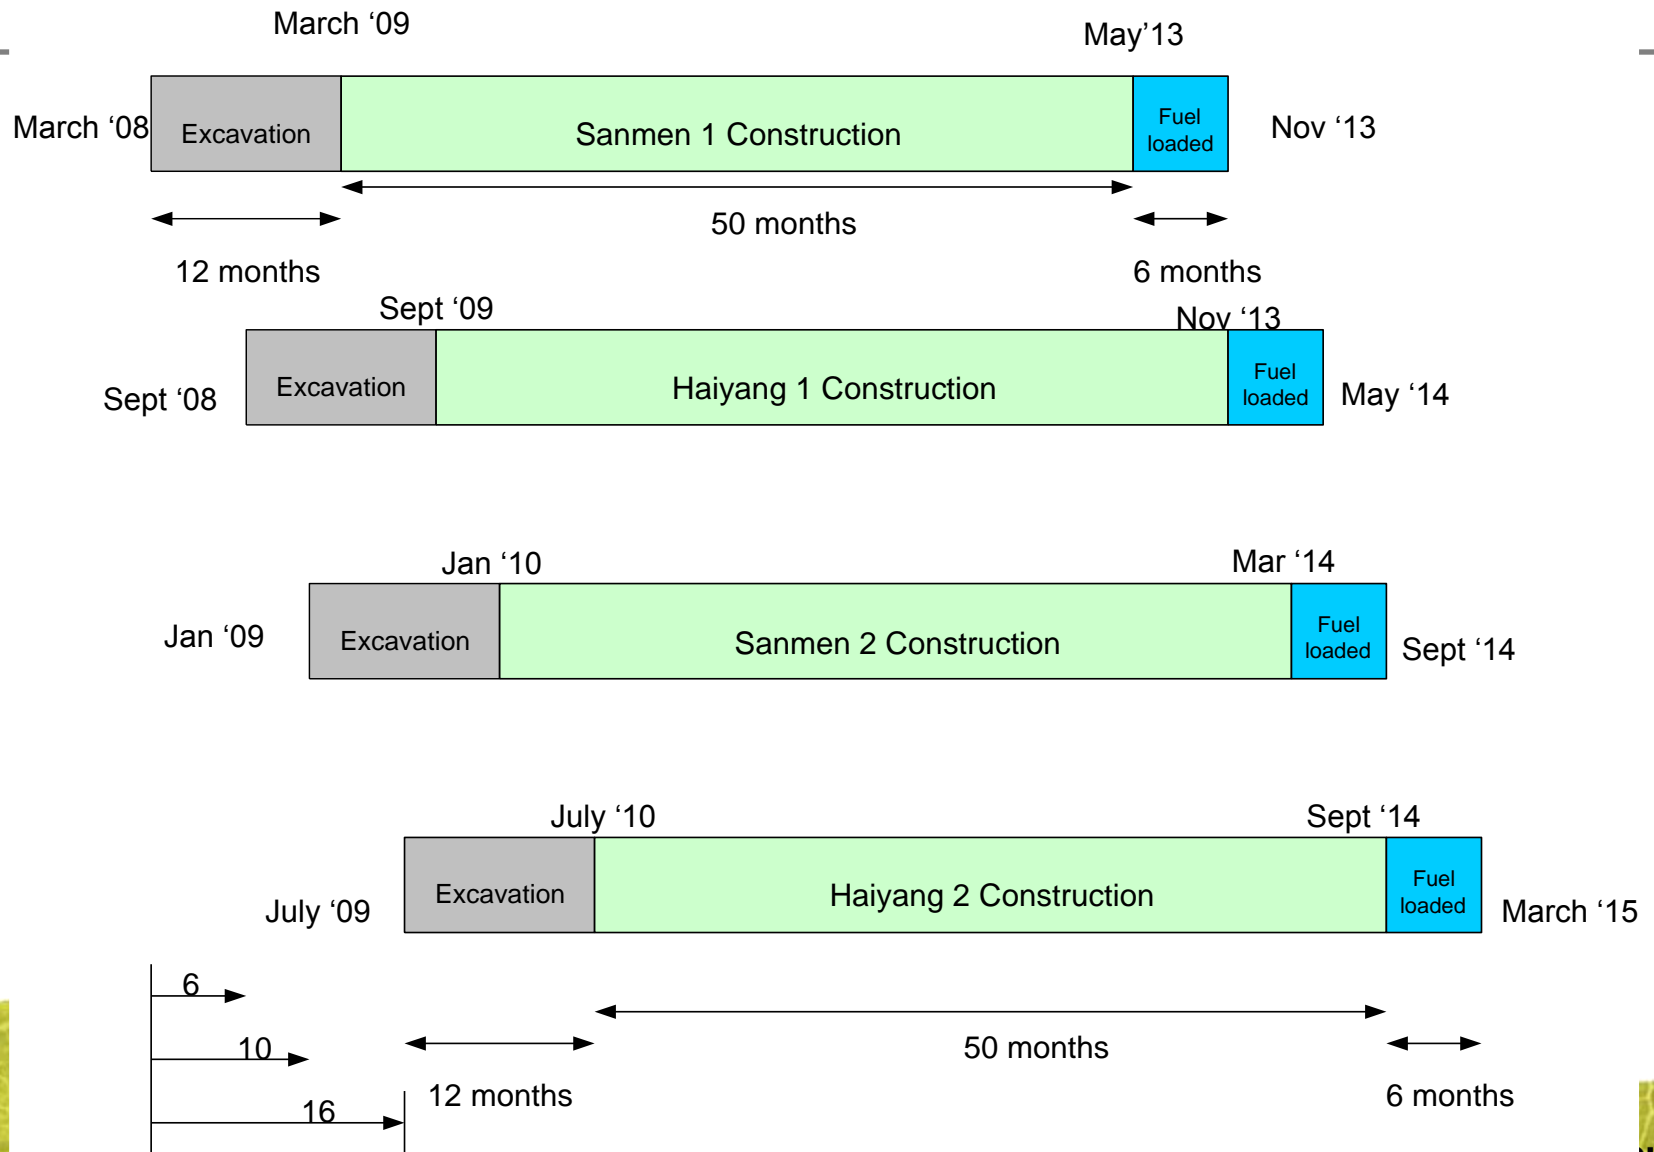 March ‘09
May’13
March ‘08
Excavation
Sanmen 1 Construction
Fuel
loaded
Nov ‘13
50 months
12 months
6 months
Sept ‘09
Nov ‘13
Sept ‘08
Excavation
Haiyang 1 Construction
Fuel
loaded
May ‘14
Jan ‘10
Mar ‘14
Jan ‘09
Excavation
Sanmen 2 Construction
Fuel
loaded
Sept ‘14
July ‘10
Sept ‘14
July ‘09
Excavation
Haiyang 2 Construction
Fuel
loaded
March ‘15
6
10
50 months
12 months
6 months
16